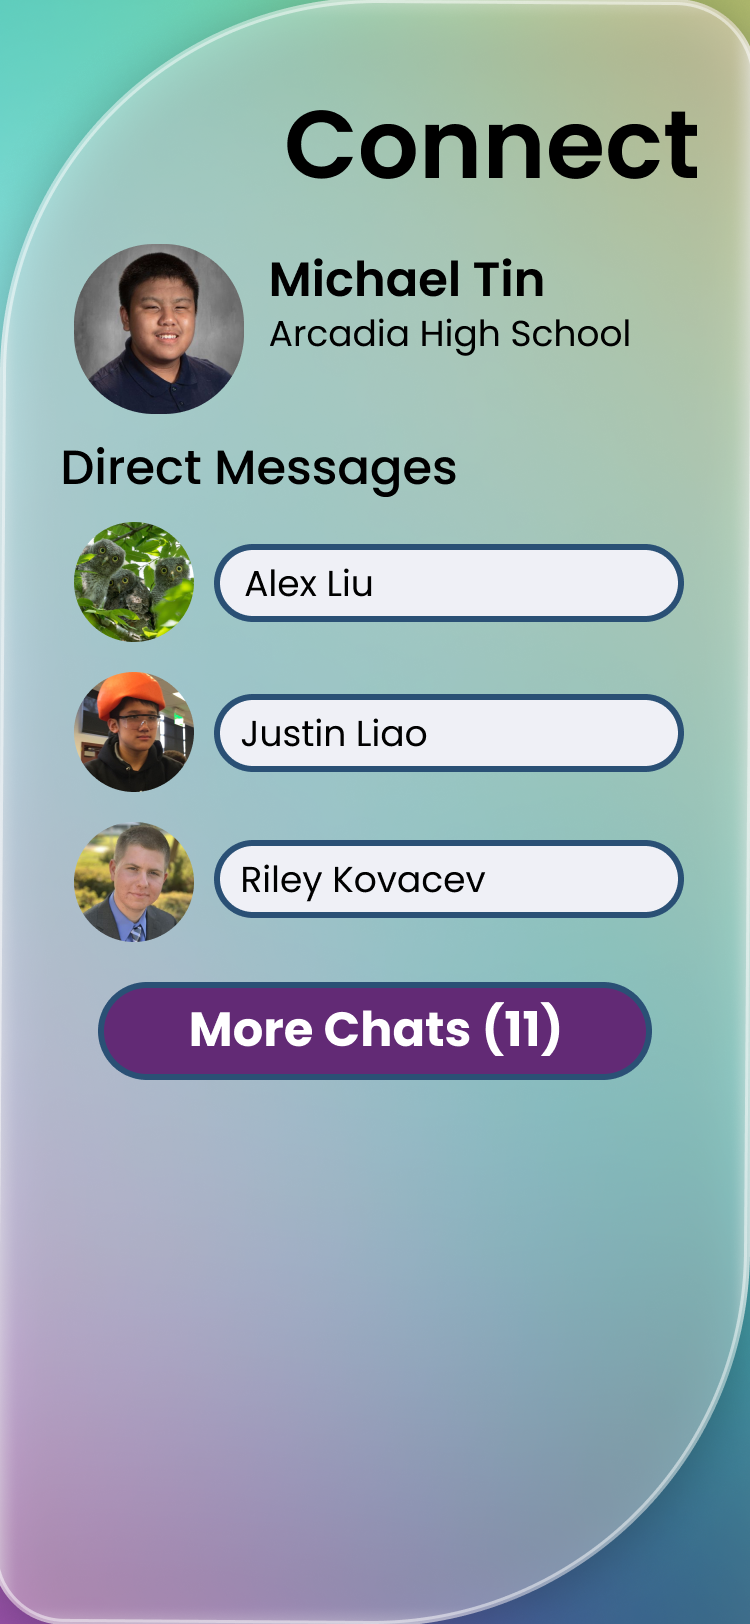 Connect
Michael Tin
Arcadia High School
Direct Messages
Alex Liu
Justin Liao
Riley Kovacev
More Chats (11)